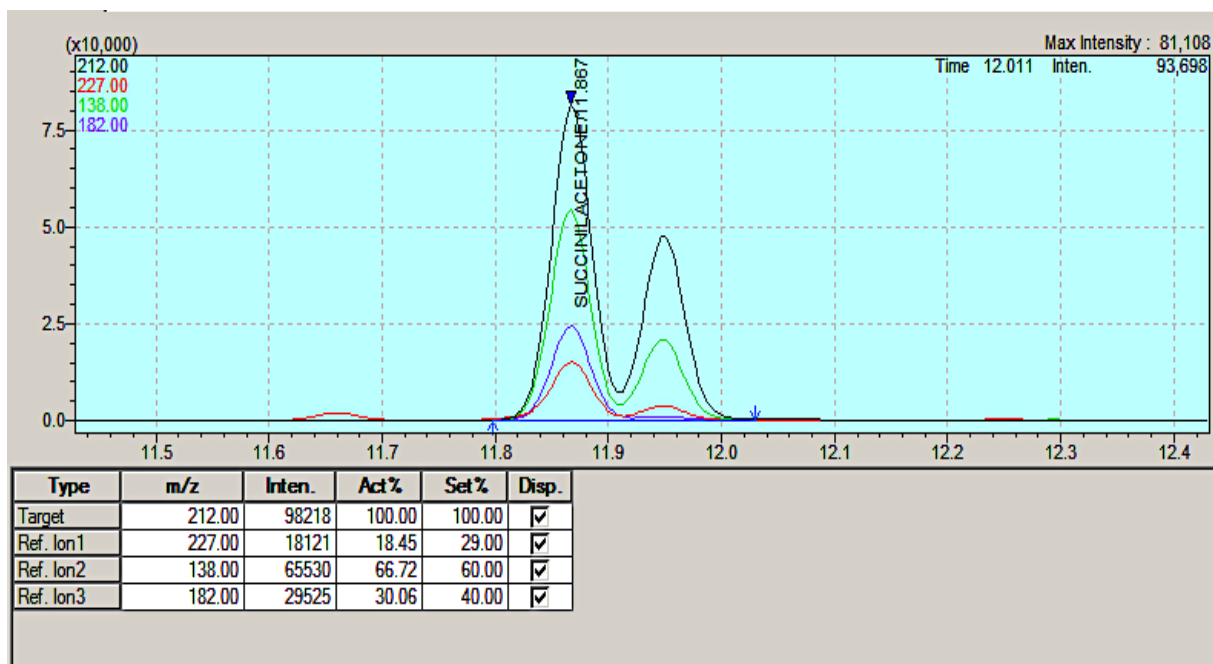 (x10,000)
Max Intensity : 81,108
212.00
Time 12.011 Inten. 93,698
227.00
138.00
182.00
7.5
5.0
2.5
0.0
SUCCINILACETONE/11.867
11.5 11.6 11.7 11.8 11.9 12.0 12.1 12.2 12.3 12.4
Type m/z Inten. Act% Set% Disp.
Target 212.00 98218 100.00 100.00
Ref. Ion1 227.00 18121 18.45 29.00
Ref. Ion2 138.00 65530 66.72 60.00
Ref. Ion3 182.00 29525 30.06 40.00